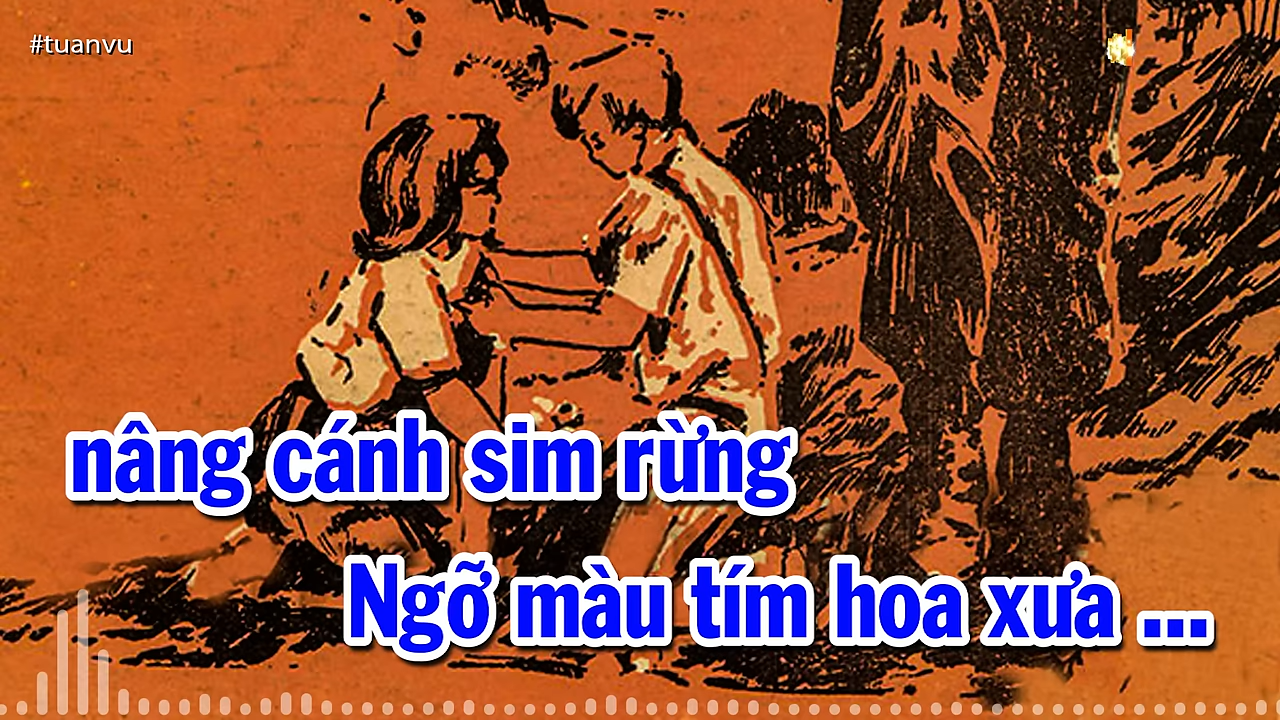 #tuanvu
nâng cánh sim rừng
Ngỡ màu tím hoa xưa ...